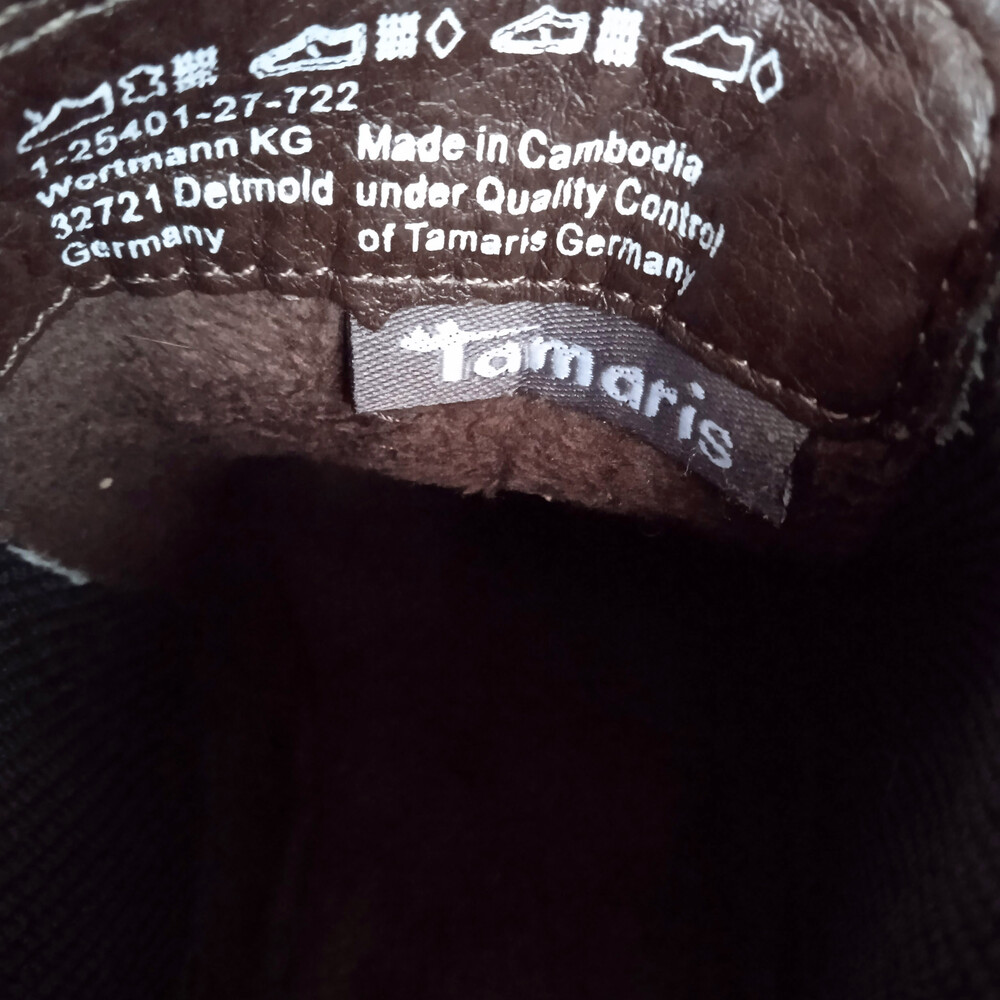 1-25401-27-722
Wortmann KG
32721 Detmold
Germany
Made in Cambodia
under Quality Control
of Tamaris Germany
Tamaris